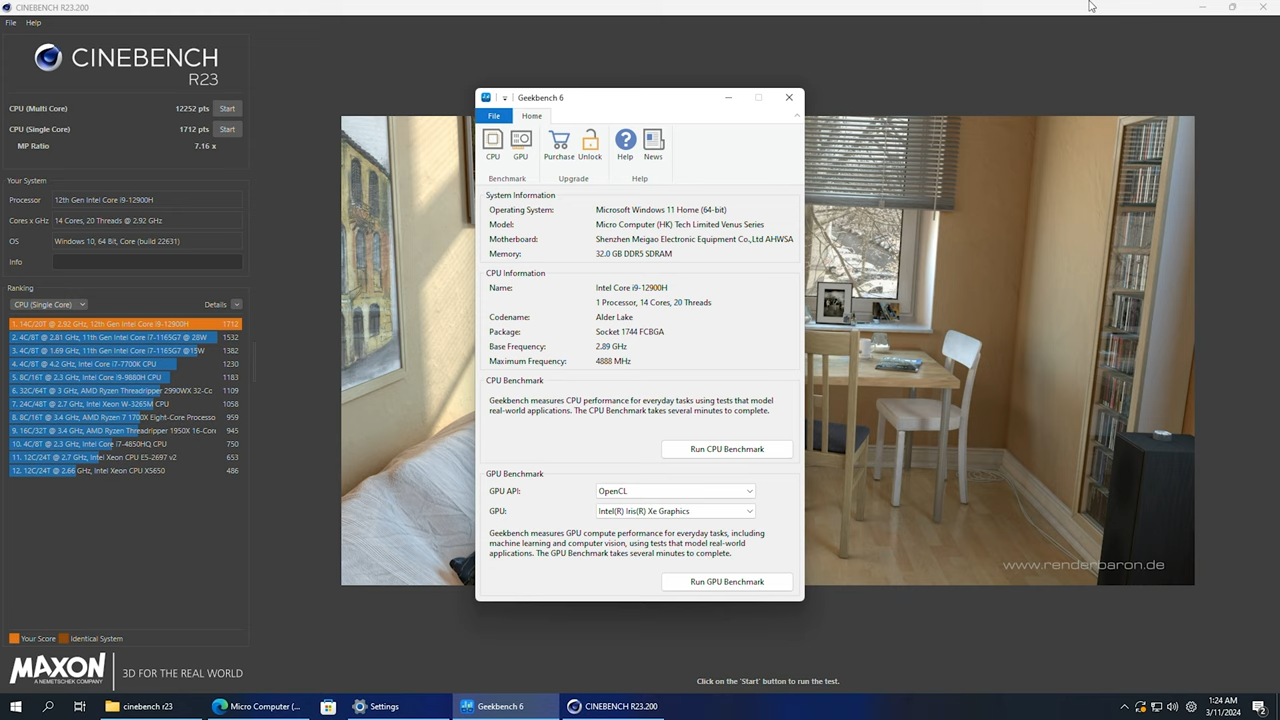 CINEBENCH R23.200
File Help
CINEBENCH
R23
CPU (Multi Core) 12252 pts Start
CPU (Single Core) 1712 pts Start
MP Ratio
Your System
Processor 12th Gen Intel Core i9-12900H
Cores x GHz 14 Cores, 20 Threads @ 2.92 GHz
OS Windows 10, 64 Bit, Core (build 22631)
Info
Ranking
CPU (Single Core) Details
1. 14C/20T @ 2.92 GHz, 12th Gen Intel Core i9-12900H 1712
2. 4C/8T @ 2.81 GHz, 11th Gen Intel Core i7-1165G7 @ 28W 1532
3. 4C/8T @ 1.69 GHz, 11th Gen Intel Core i7-1165G7 @15W 1382
4. 4C/8T @ 4.2 GHz, Intel Core i7-7700K CPU 1230
5. 8C/16T @ 2.3 GHz, Intel Core i9-9880H CPU 1183
6. 32C/64T @ 3 GHz, AMD Ryzen Threadripper 2990WX 32-Co 1109
7. 24C/48T @ 2.7 GHz, Intel Xeon W-3265M CPU 1058
8. 8C/16T @ 3.4 GHz, AMD Ryzen 7 1700X Eight-Core Processo 959
9. 16C/32T @ 3.4 GHz, AMD Ryzen Threadripper 1950X 16-Core 945
10. 4C/8T @ 2.3 GHz, Intel Core i7-4850HQ CPU 750
11. 12C/24T @ 2.7 GHz, Intel Xeon CPU E5-2697 v2 653
12. 12C/24T @ 2.66 GHz, Intel Xeon CPU X5650 486
Your Score Identical System
MAXON
A NEMETSCHEK COMPANY
3D FOR THE REAL WORLD
Geekbench 6
File Home
CPU GPU Purchase Unlock Help News
Benchmark Upgrade Help
System Information
Operating System: Microsoft Windows 11 Home (64-bit)
Model: Micro Computer (HK) Tech Limited Venus Series
Motherboard: Shenzhen Meigao Electronic Equipment Co.,Ltd AHWSA
Memory: 32.0 GB DDR5 SDRAM
CPU Information
Name: Intel Core i9-12900H
1 Processor, 14 Cores, 20 Threads
Codename: Alder Lake
Package: Socket 1744 FCBGA
Base Frequency: 2.89 GHz
Maximum Frequency: 4888 MHz
CPU Benchmark
Geekbench measures CPU performance for everyday tasks using tests that model
real-world applications. The CPU Benchmark takes several minutes to complete.
Run CPU Benchmark
GPU Benchmark
GPU API: OpenCL
GPU: Intel(R) Iris(R) Xe Graphics
Geekbench measures GPU compute performance for everyday tasks, including
machine learning and computer vision, using tests that model real-world
applications. The GPU Benchmark takes several minutes to complete.
Run GPU Benchmark
www.renderbaron.de
Click on the 'Start' button to run the test.
cinebench r23
Micro Computer (...
Settings
Geekbench 6
CINEBENCH R23.200
1:24 AM
3/11/2024
2